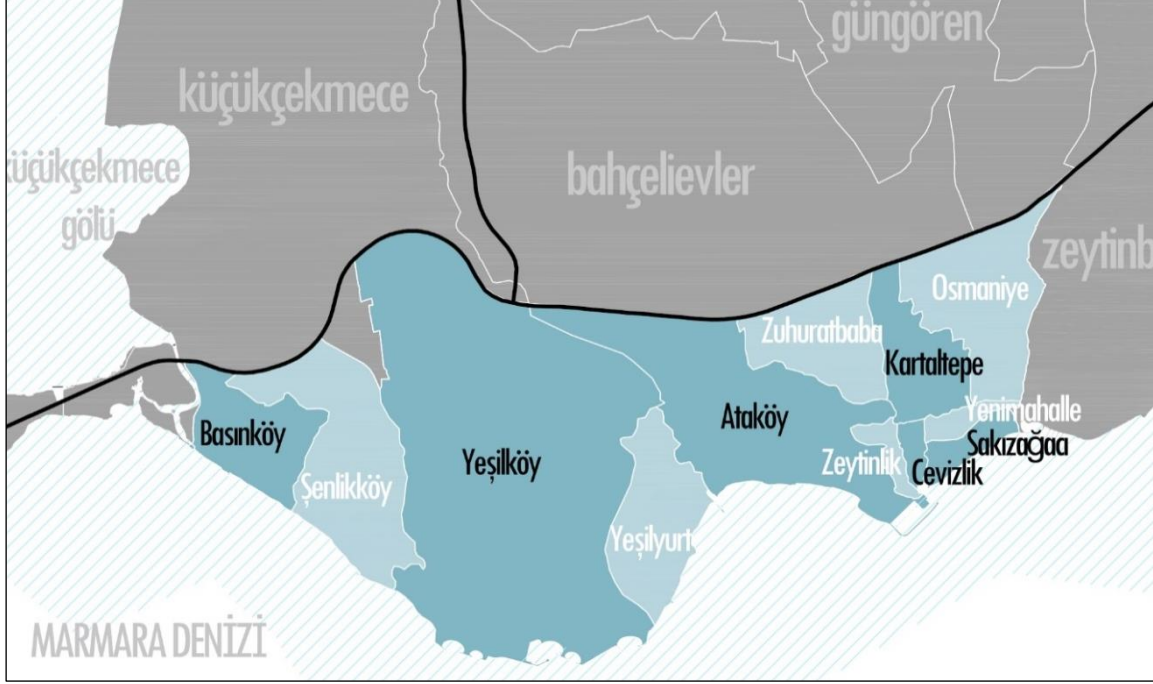 güngören
küçükçekmece
bahçelievler
küçükçekmece
gölü
zeytinb
Osmaniye
Zuhuratbaba
Kartaltepe
Yenimahalle
Ataköy
Sakızağaa
Basınköy
Yeşilköy
Zeytinlik
Cevizlik
Şenlikköy
Yeşilyurt
MARMARA DENİZİ